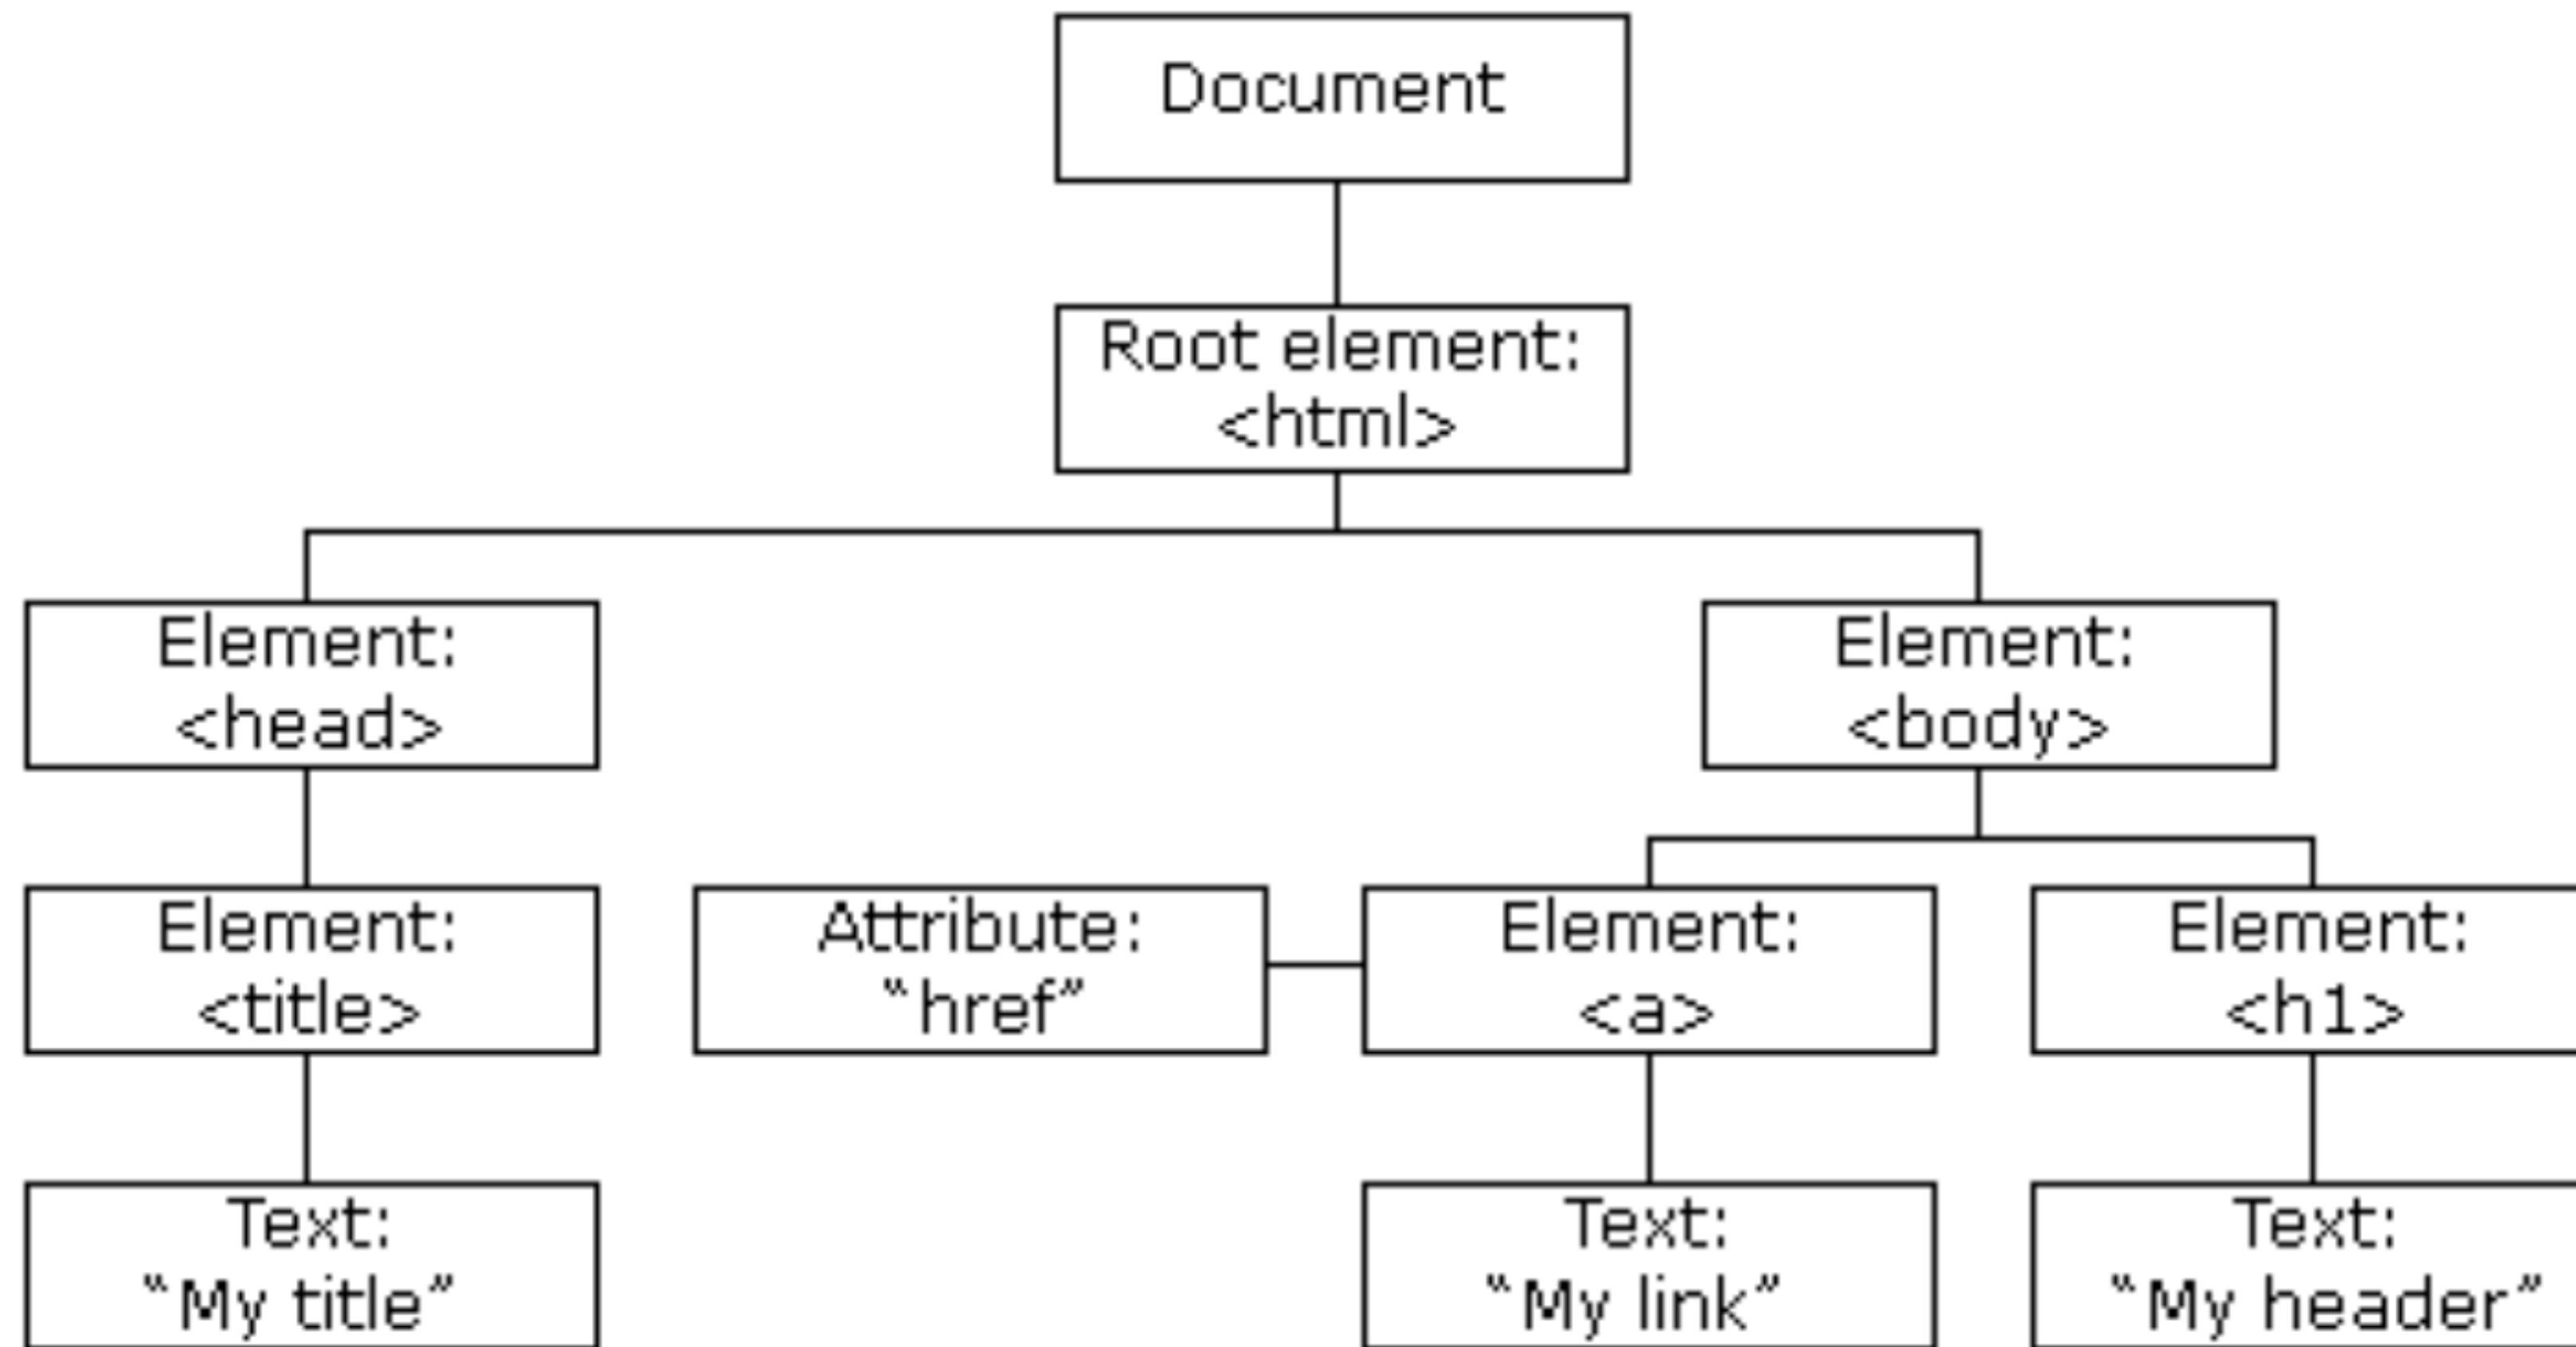 Document
Root element:
<html>
Element:
<head>
Element:
<body>
Element:
<title>
Attribute:
“href”
Element:
<a>
Element:
<h1>
Text:
“My title”
Text:
“My link”
Text:
“My header”